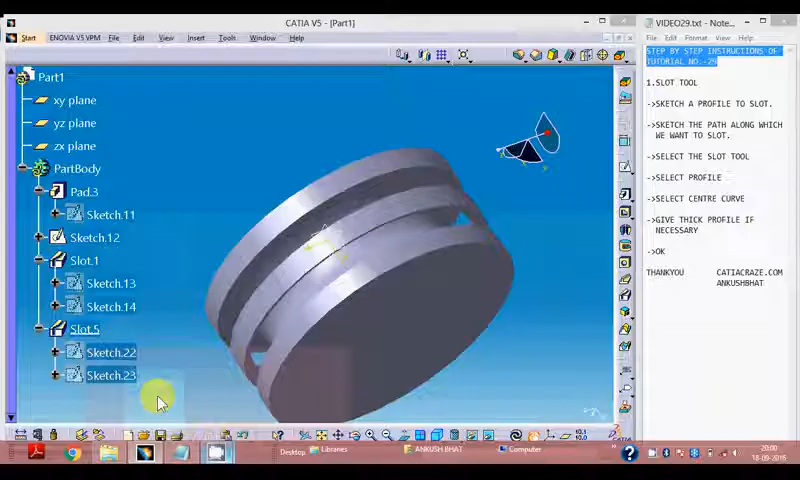 CATIA V5 - [Part1]
Start ENOVIA V5 VPM File Edit View Insert Tools Window Help
Part1
xy plane
yz plane
zx plane
PartBody
Pad.3
Sketch.11
Sketch.12
Slot.1
Sketch.13
Sketch.14
Slot.5
Sketch.22
Sketch.23
VIDEO29.txt - Note...
File Edit Format View Help
STEP BY STEP INSTRUCTIONS OF
TUTORIAL NO.-29
1.SLOT TOOL
->SKETCH A PROFILE TO SLOT.
->SKETCH THE PATH ALONG WHICH
WE WANT TO SLOT.
->SELECT THE SLOT TOOL
->SELECT PROFILE
->SELECT CENTRE CURVE
->GIVE THICK PROFILE IF
NECESSARY
->OK
THANKYOU CATIACRAZE.COM
ANKUSHBHAT
Desktop Libraries ANKUSH BHAT Computer
20:00
18-09-2016